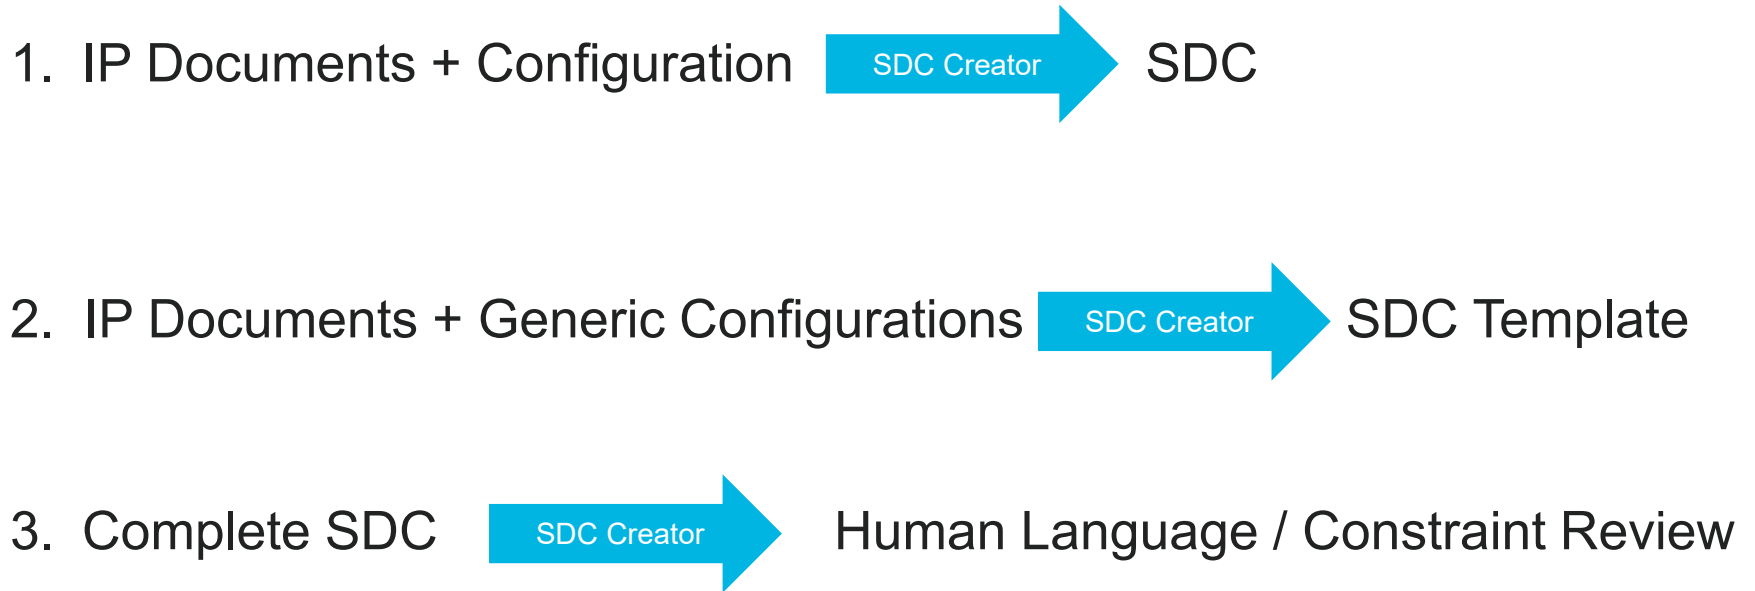 1. IP Documents + Configuration SDC Creator SDC
2. IP Documents + Generic Configurations SDC Creator SDC Template
3. Complete SDC SDC Creator Human Language / Constraint Review